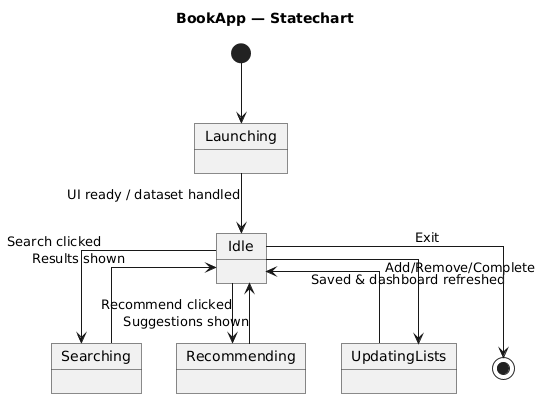 BookApp — Statechart
Launching
UI ready / dataset handled
Idle
Exit
Search clicked
Results shown
Add/Remove/Complete
Saved & dashboard refreshed
Recommend clicked
Suggestions shown
Searching
Recommending
UpdatingLists